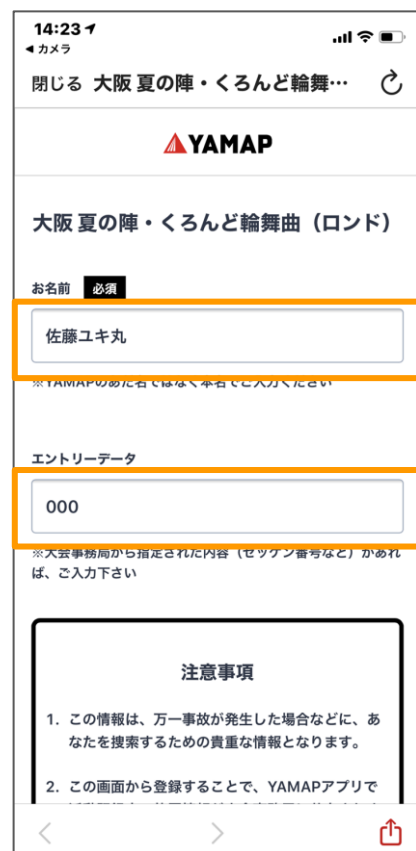 14:23
カメラ
閉じる 大阪 夏の陣・くろんど輪舞…
YAMAP
大阪 夏の陣・くろんど輪舞曲（ロンド）
お名前 必須
佐藤ユキ丸
※YAMAPのあだ名ではなく本名でご入力ください
エントリーデータ
000
※大会事務局から指定された内容（ゼッケン番号など）があれ
ば、ご入力下さい
注意事項
1. この情報は、万一事故が発生した場合などに、あ
なたを捜索するための貴重な情報となります。
2. この画面から登録することで、YAMAPアプリで